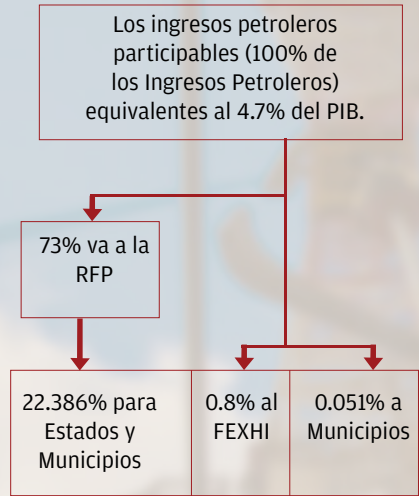 Los ingresos petroleros
participables (100% de
los Ingresos Petroleros)
equivalentes al 4.7% del PIB.
73% va a la
RFP
22.386% para
Estados y
Municipios
0.8% al
FEXHI
0.051% a
Municipios